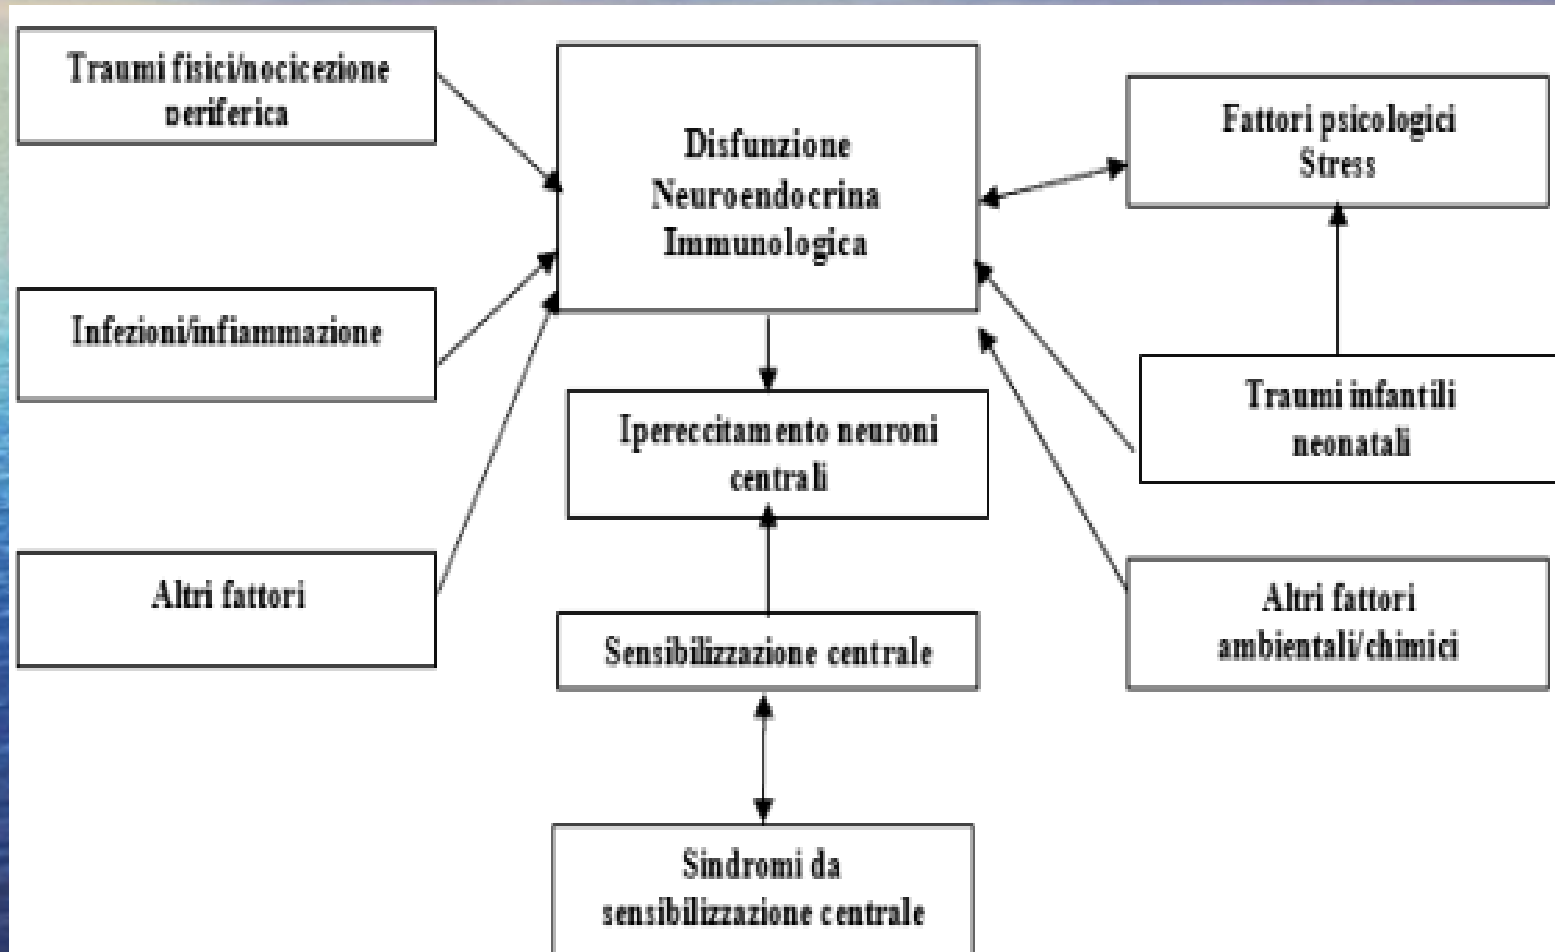 Traumi fisici/nocicezione
periferica
Disfunzione
Neuroendocrina
Immunologica
Fattori psicologici
Stress
Infezioni/infiammazione
Ipereccitamento neuroni
centrali
Traumi infantili
neonatali
Altri fattori
Sensibilizzazione centrale
Altri fattori
ambientali/chimici
Sindromi da
sensibilizzazione centrale